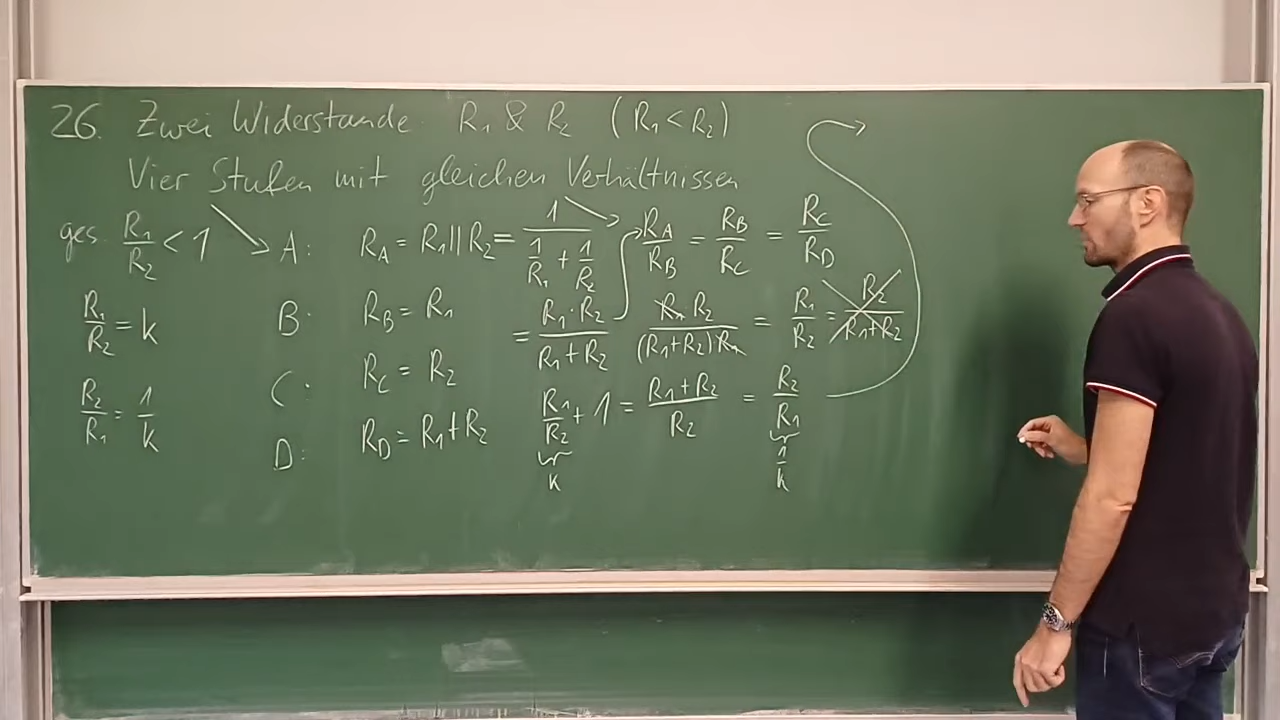 26. Zwei Widerstände R₁ & R₂ (R₁ < R₂)
Vier Stufen mit gleichen Verhältnissen
ges. R₁/R₂ < 1
R₁/R₂ = k
R₂/R₁ = 1/k
A: R_A = R₁||R₂ = 1/(1/R₁ + 1/R₂)
= R₁·R₂/(R₁+R₂)
B: R_B = R₁
C: R_C = R₂
D: R_D = R₁+R₂
R_A/R_B = R_B/R_C = R_C/R_D
R₁ R₂/((R₁+R₂) R₁) = R₁/R₂ = R₂/(R₁+R₂)
R₁/R₂ + 1 = (R₁+R₂)/R₂ = R₂/R₁
k
1/k